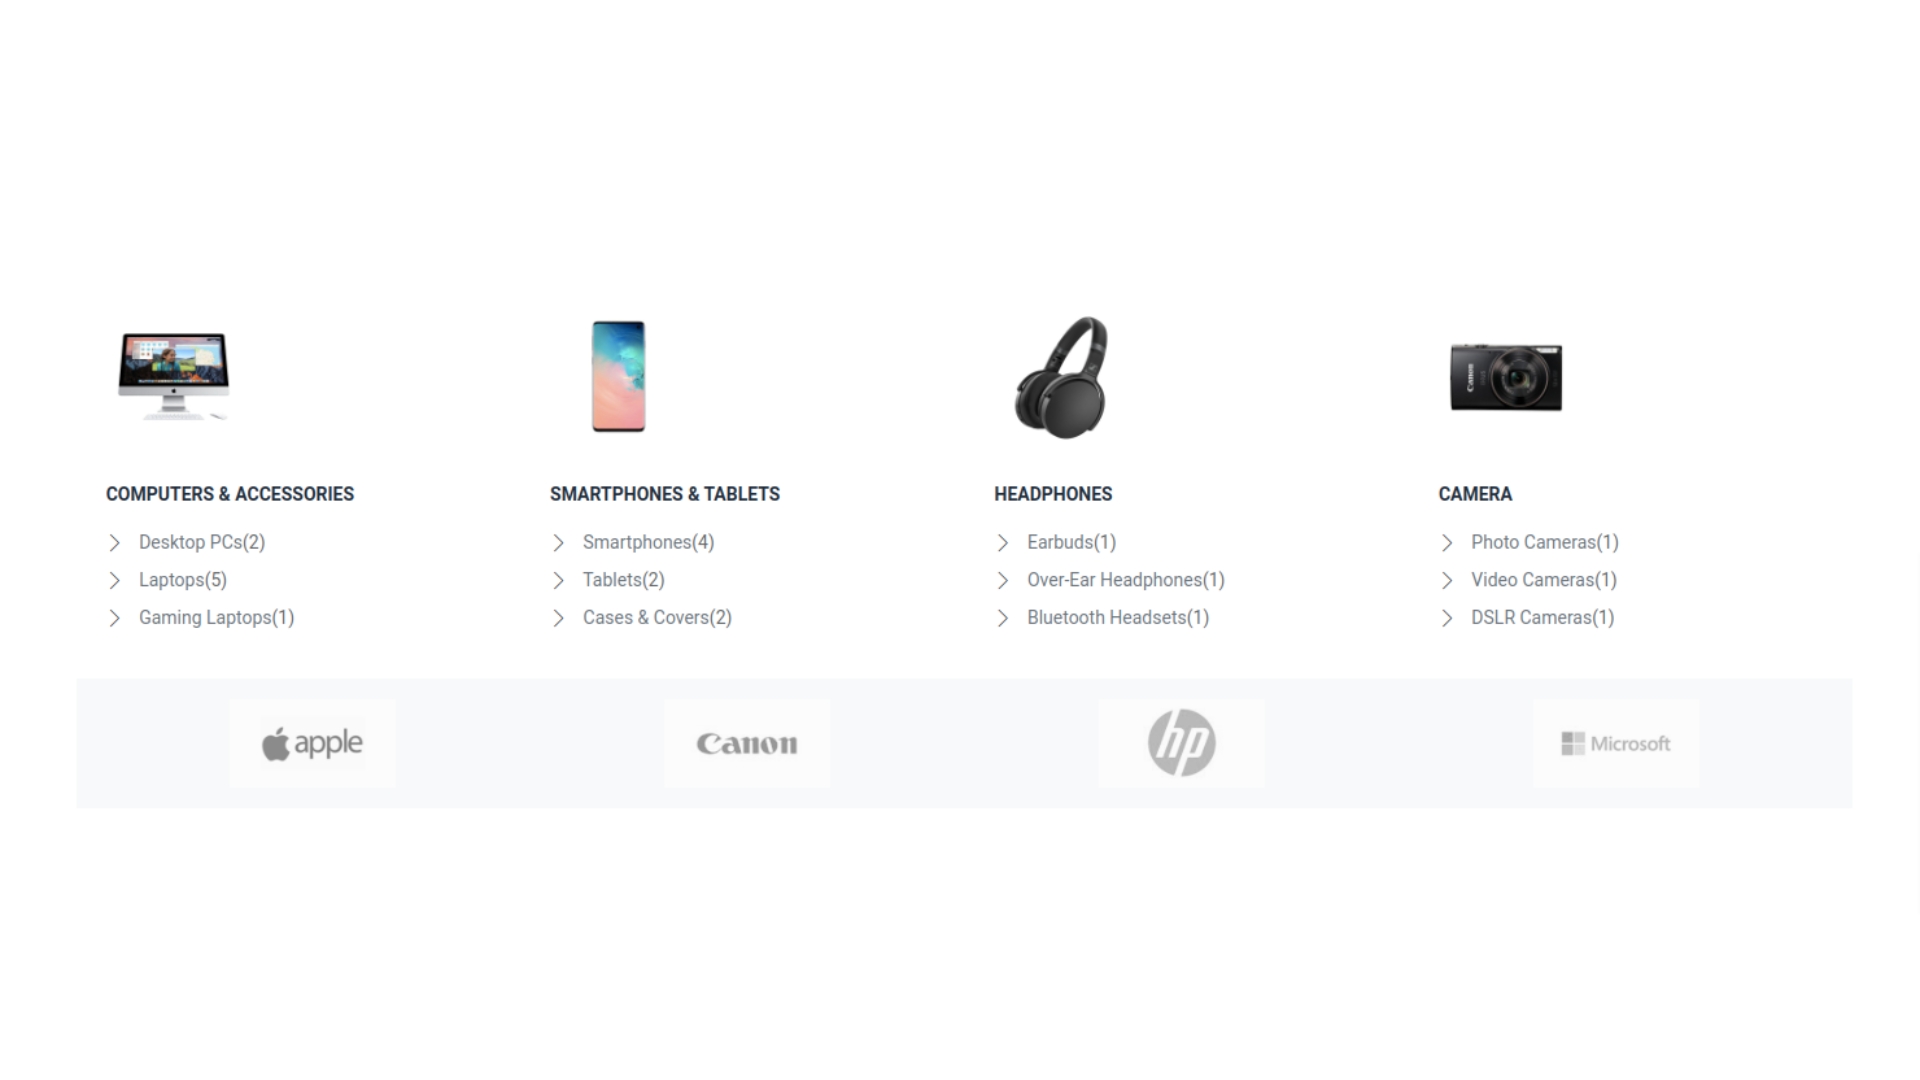 Canon
COMPUTERS & ACCESSORIES
Desktop PCs(2)
Laptops(5)
Gaming Laptops(1)
SMARTPHONES & TABLETS
Smartphones(4)
Tablets(2)
Cases & Covers(2)
HEADPHONES
Earbuds(1)
Over-Ear Headphones(1)
Bluetooth Headsets(1)
CAMERA
Photo Cameras(1)
Video Cameras(1)
DSLR Cameras(1)
apple
Canon
hp
Microsoft